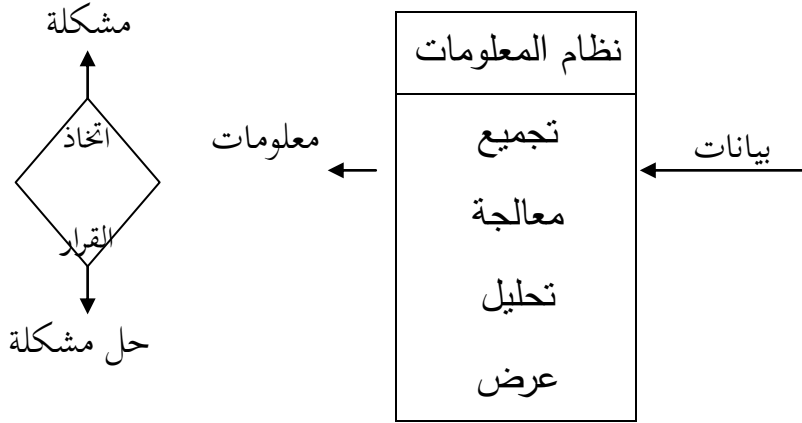 مشكلة
نظام المعلومات
اتخاذ
معلومات
تجميع
بيانات
معالجة
القرار
تحليل
حل مشكلة
عرض